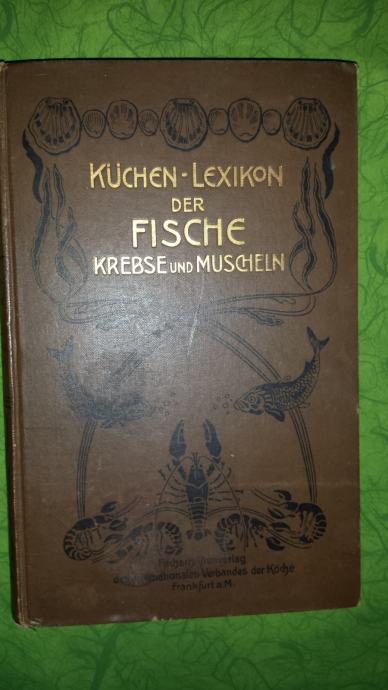 KÜCHEN-LEXIKON
DER
FISCHE
KREBSE UND MUSCHELN
Verbandes der Köche
Frankfurt a.M.